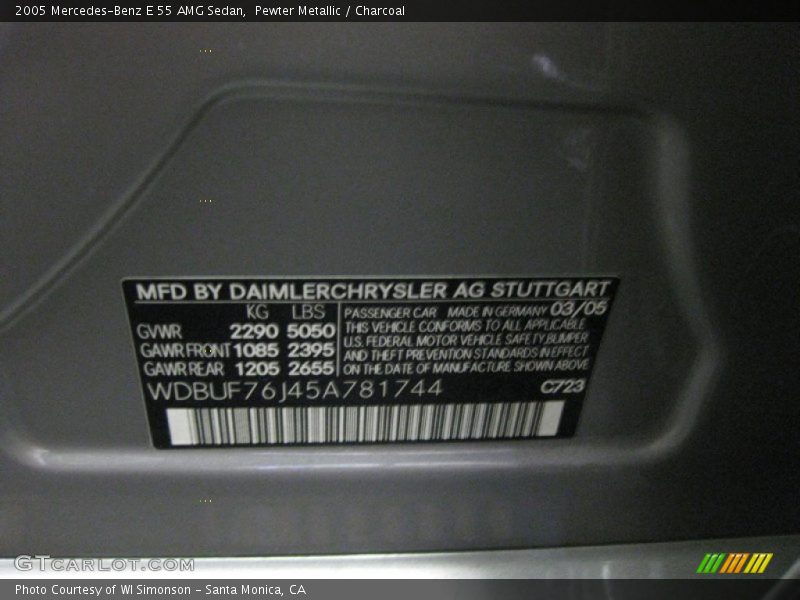 2005 Mercedes-Benz E 55 AMG Sedan,  Pewter Metallic / Charcoal
MFD BY DAIMLERCHRYSLER AG STUTTGART
KG LBS
GVWR 2290 5050
GAWR FRONT 1085 2395
GAWR REAR 1205 2655
PASSENGER CAR MADE IN GERMANY 03/05
THIS VEHICLE CONFORMS TO ALL APPLICABLE
U.S. FEDERAL MOTOR VEHICLE SAFETY, BUMPER
AND THEFT PREVENTION STANDARDS IN EFFECT
ON THE DATE OF MANUFACTURE SHOWN ABOVE
WDBUF76J45A781744 C723
GTCARLOT.COM
Photo Courtesy of WI Simonson - Santa Monica, CA